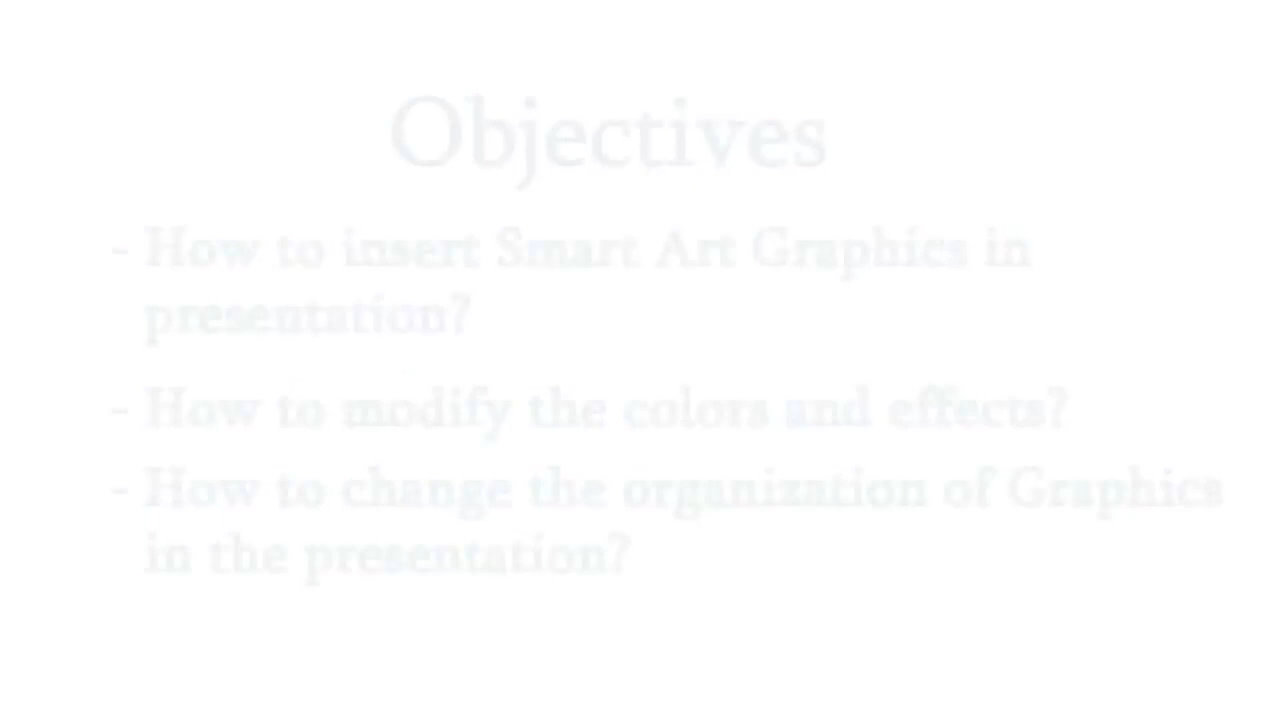 Objectives
- How to insert Smart Art Graphics in
presentation?
- How to modify the colors and effects?
- How to change the organization of Graphics
in the presentation?